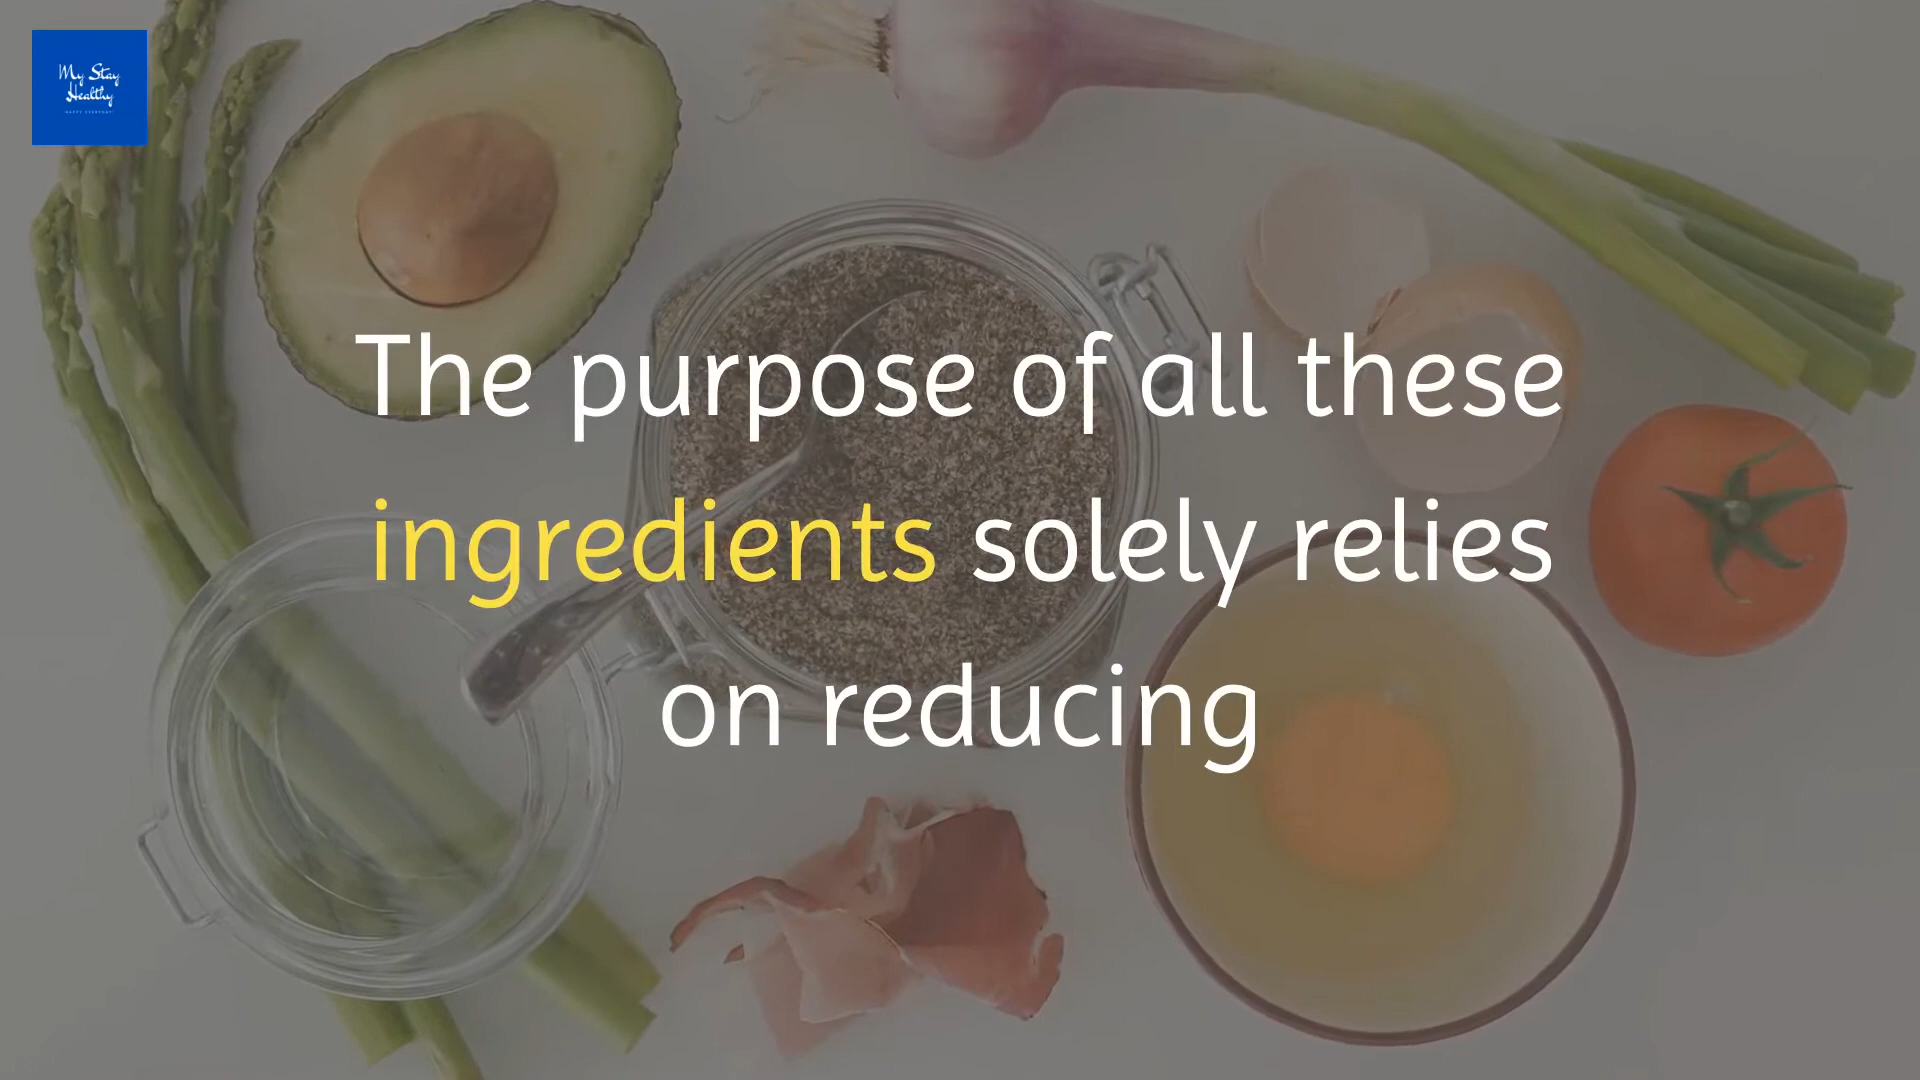 My Stay
Healthy
The purpose of all these
ingredients solely relies
on reducing